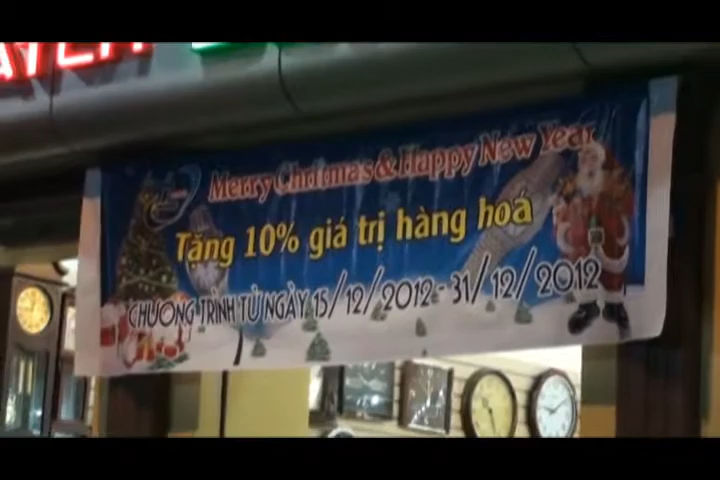 Merry Chritmas & Happy New Year
Tặng 10% giá trị hàng hoá
CHƯƠNG TRÌNH TỪ NGÀY 15/12/2012 - 31/12/2012